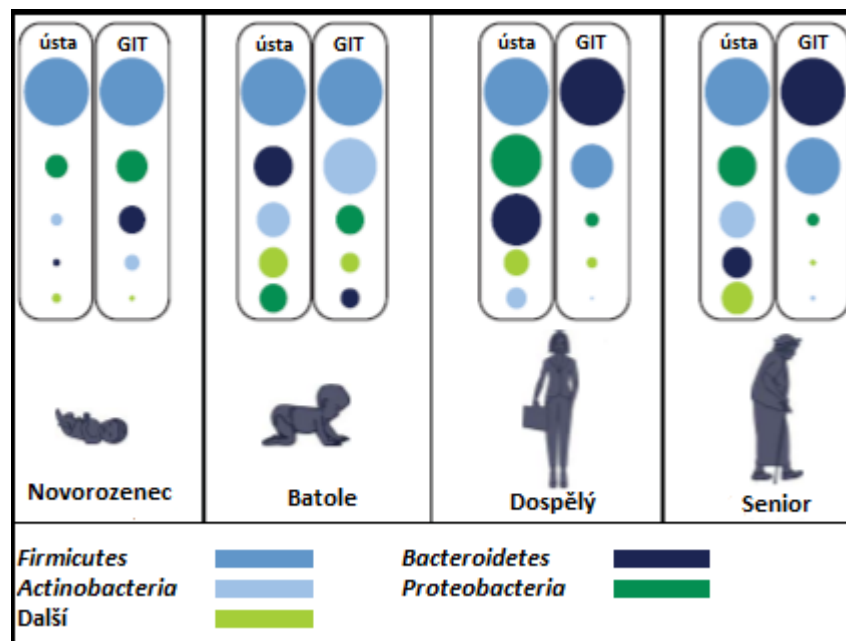 ústa GIT ústa GIT ústa GIT ústa GIT
Novorozenec Batole Dospělý Senior
Firmicutes Bacteroidetes
Actinobacteria Proteobacteria
Další